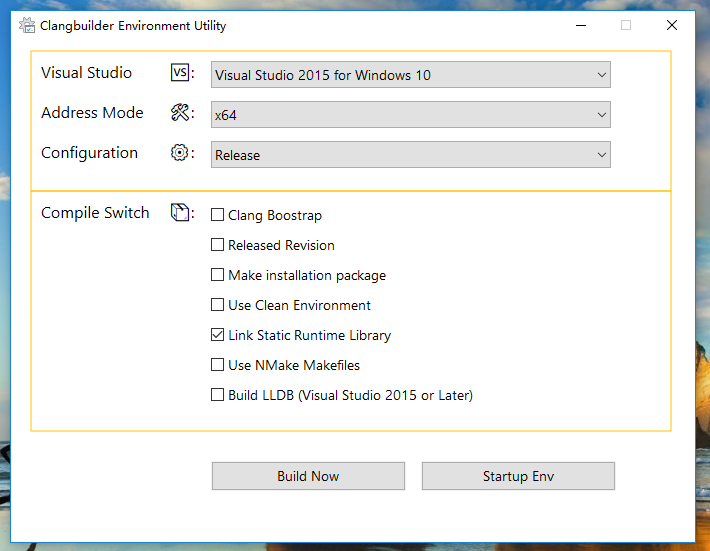 Clangbuilder Environment Utility
Visual Studio VS : Visual Studio 2015 for Windows 10
Address Mode : x64
Configuration : Release
Compile Switch : Clang Boostrap
Released Revision
Make installation package
Use Clean Environment
Link Static Runtime Library
Use NMake Makefiles
Build LLDB (Visual Studio 2015 or Later)
Build Now Startup Env